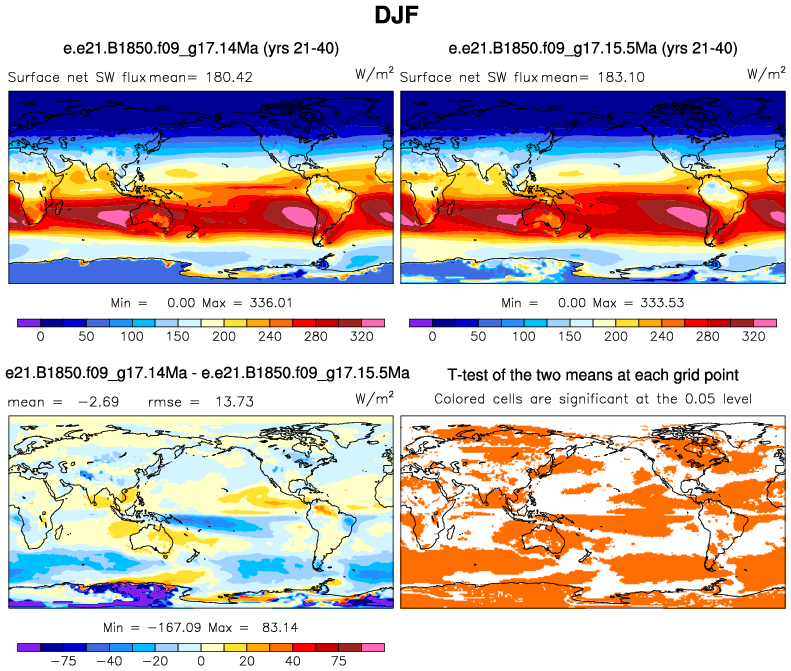 DJF
e.e21.B1850.f09_g17.14Ma (yrs 21-40)
Surface net SW flux mean= 180.42 W/m²
Min = 0.00 Max = 336.01
0 50 100 150 200 240 280 320
e.e21.B1850.f09_g17.15.5Ma (yrs 21-40)
Surface net SW flux mean= 183.10 W/m²
Min = 0.00 Max = 333.53
0 50 100 150 200 240 280 320
e21.B1850.f09_g17.14Ma - e.e21.B1850.f09_g17.15.5Ma
mean = −2.69 rmse = 13.73 W/m²
Min = −167.09 Max = 83.14
−75 −40 −20 0 20 40 75
T-test of the two means at each grid point
Colored cells are significant at the 0.05 level